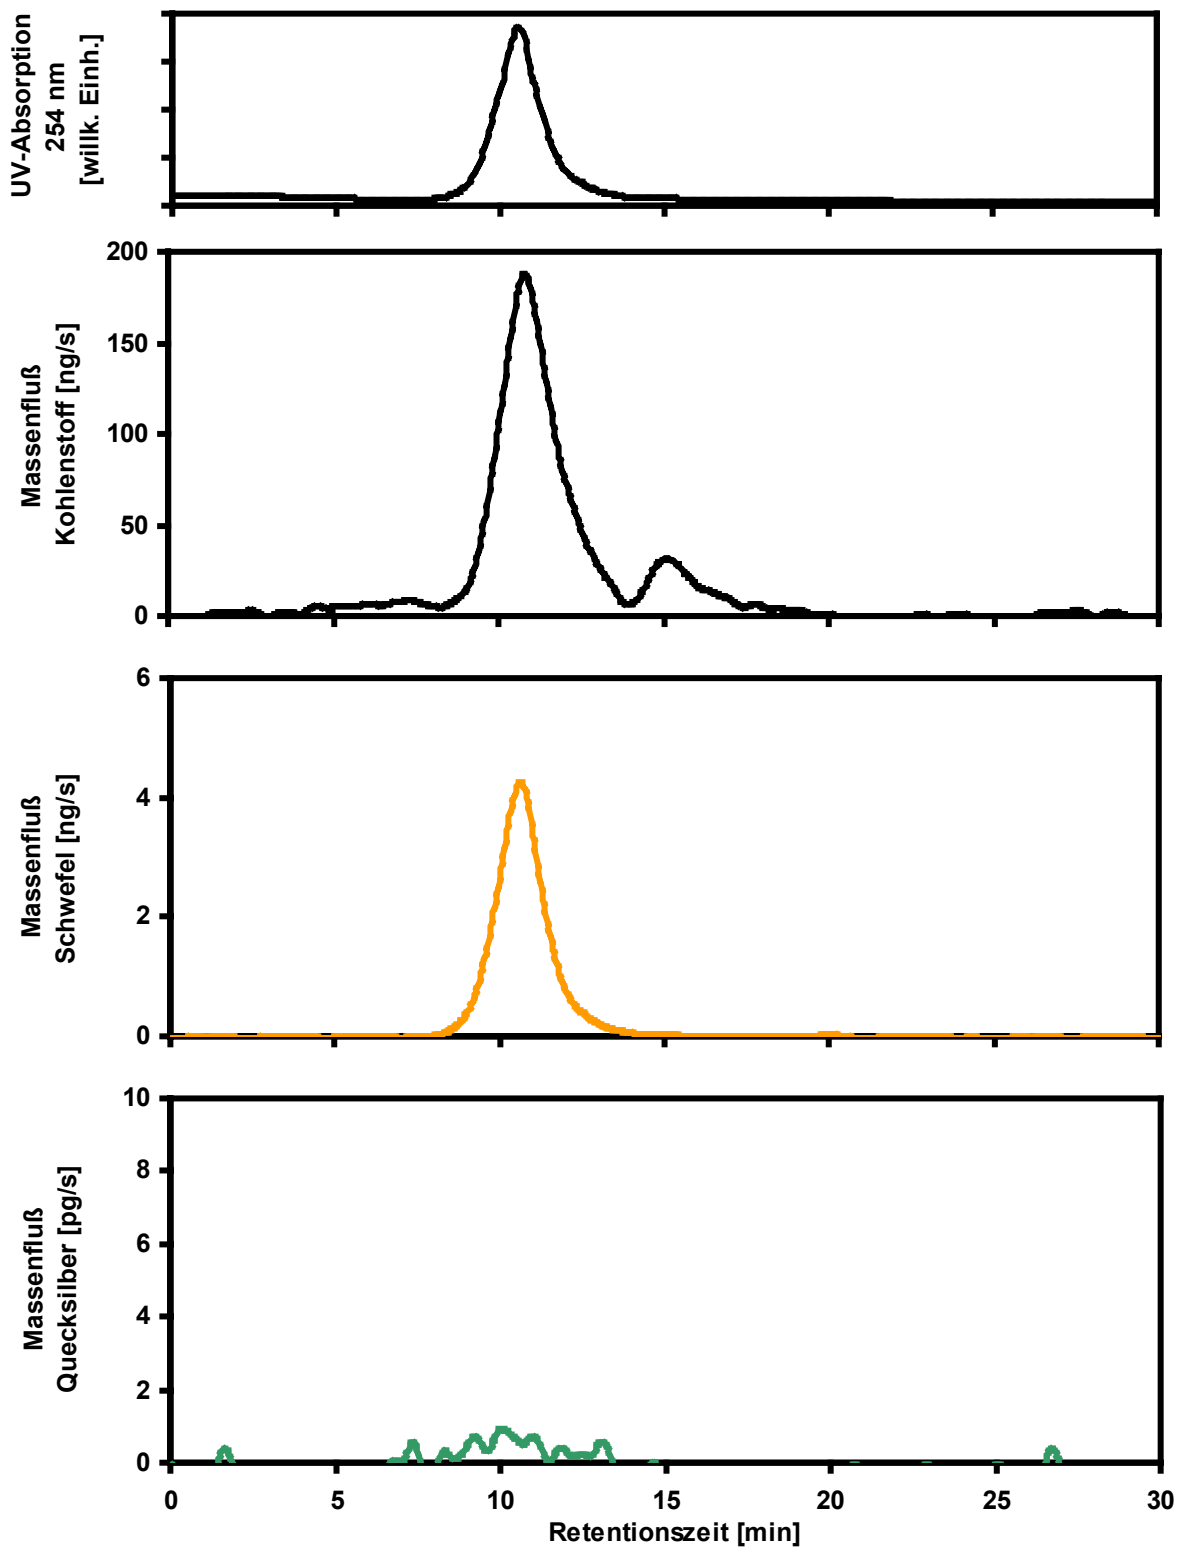 UV-Absorption
254 nm
[willk. Einh.]
200
150
100
50
0
Massenfluß
Kohlenstoff [ng/s]
6
4
2
0
Massenfluß
Schwefel [ng/s]
10
8
6
4
2
0
Massenfluß
Quecksilber [pg/s]
0 5 10 15 20 25 30
Retentionszeit [min]